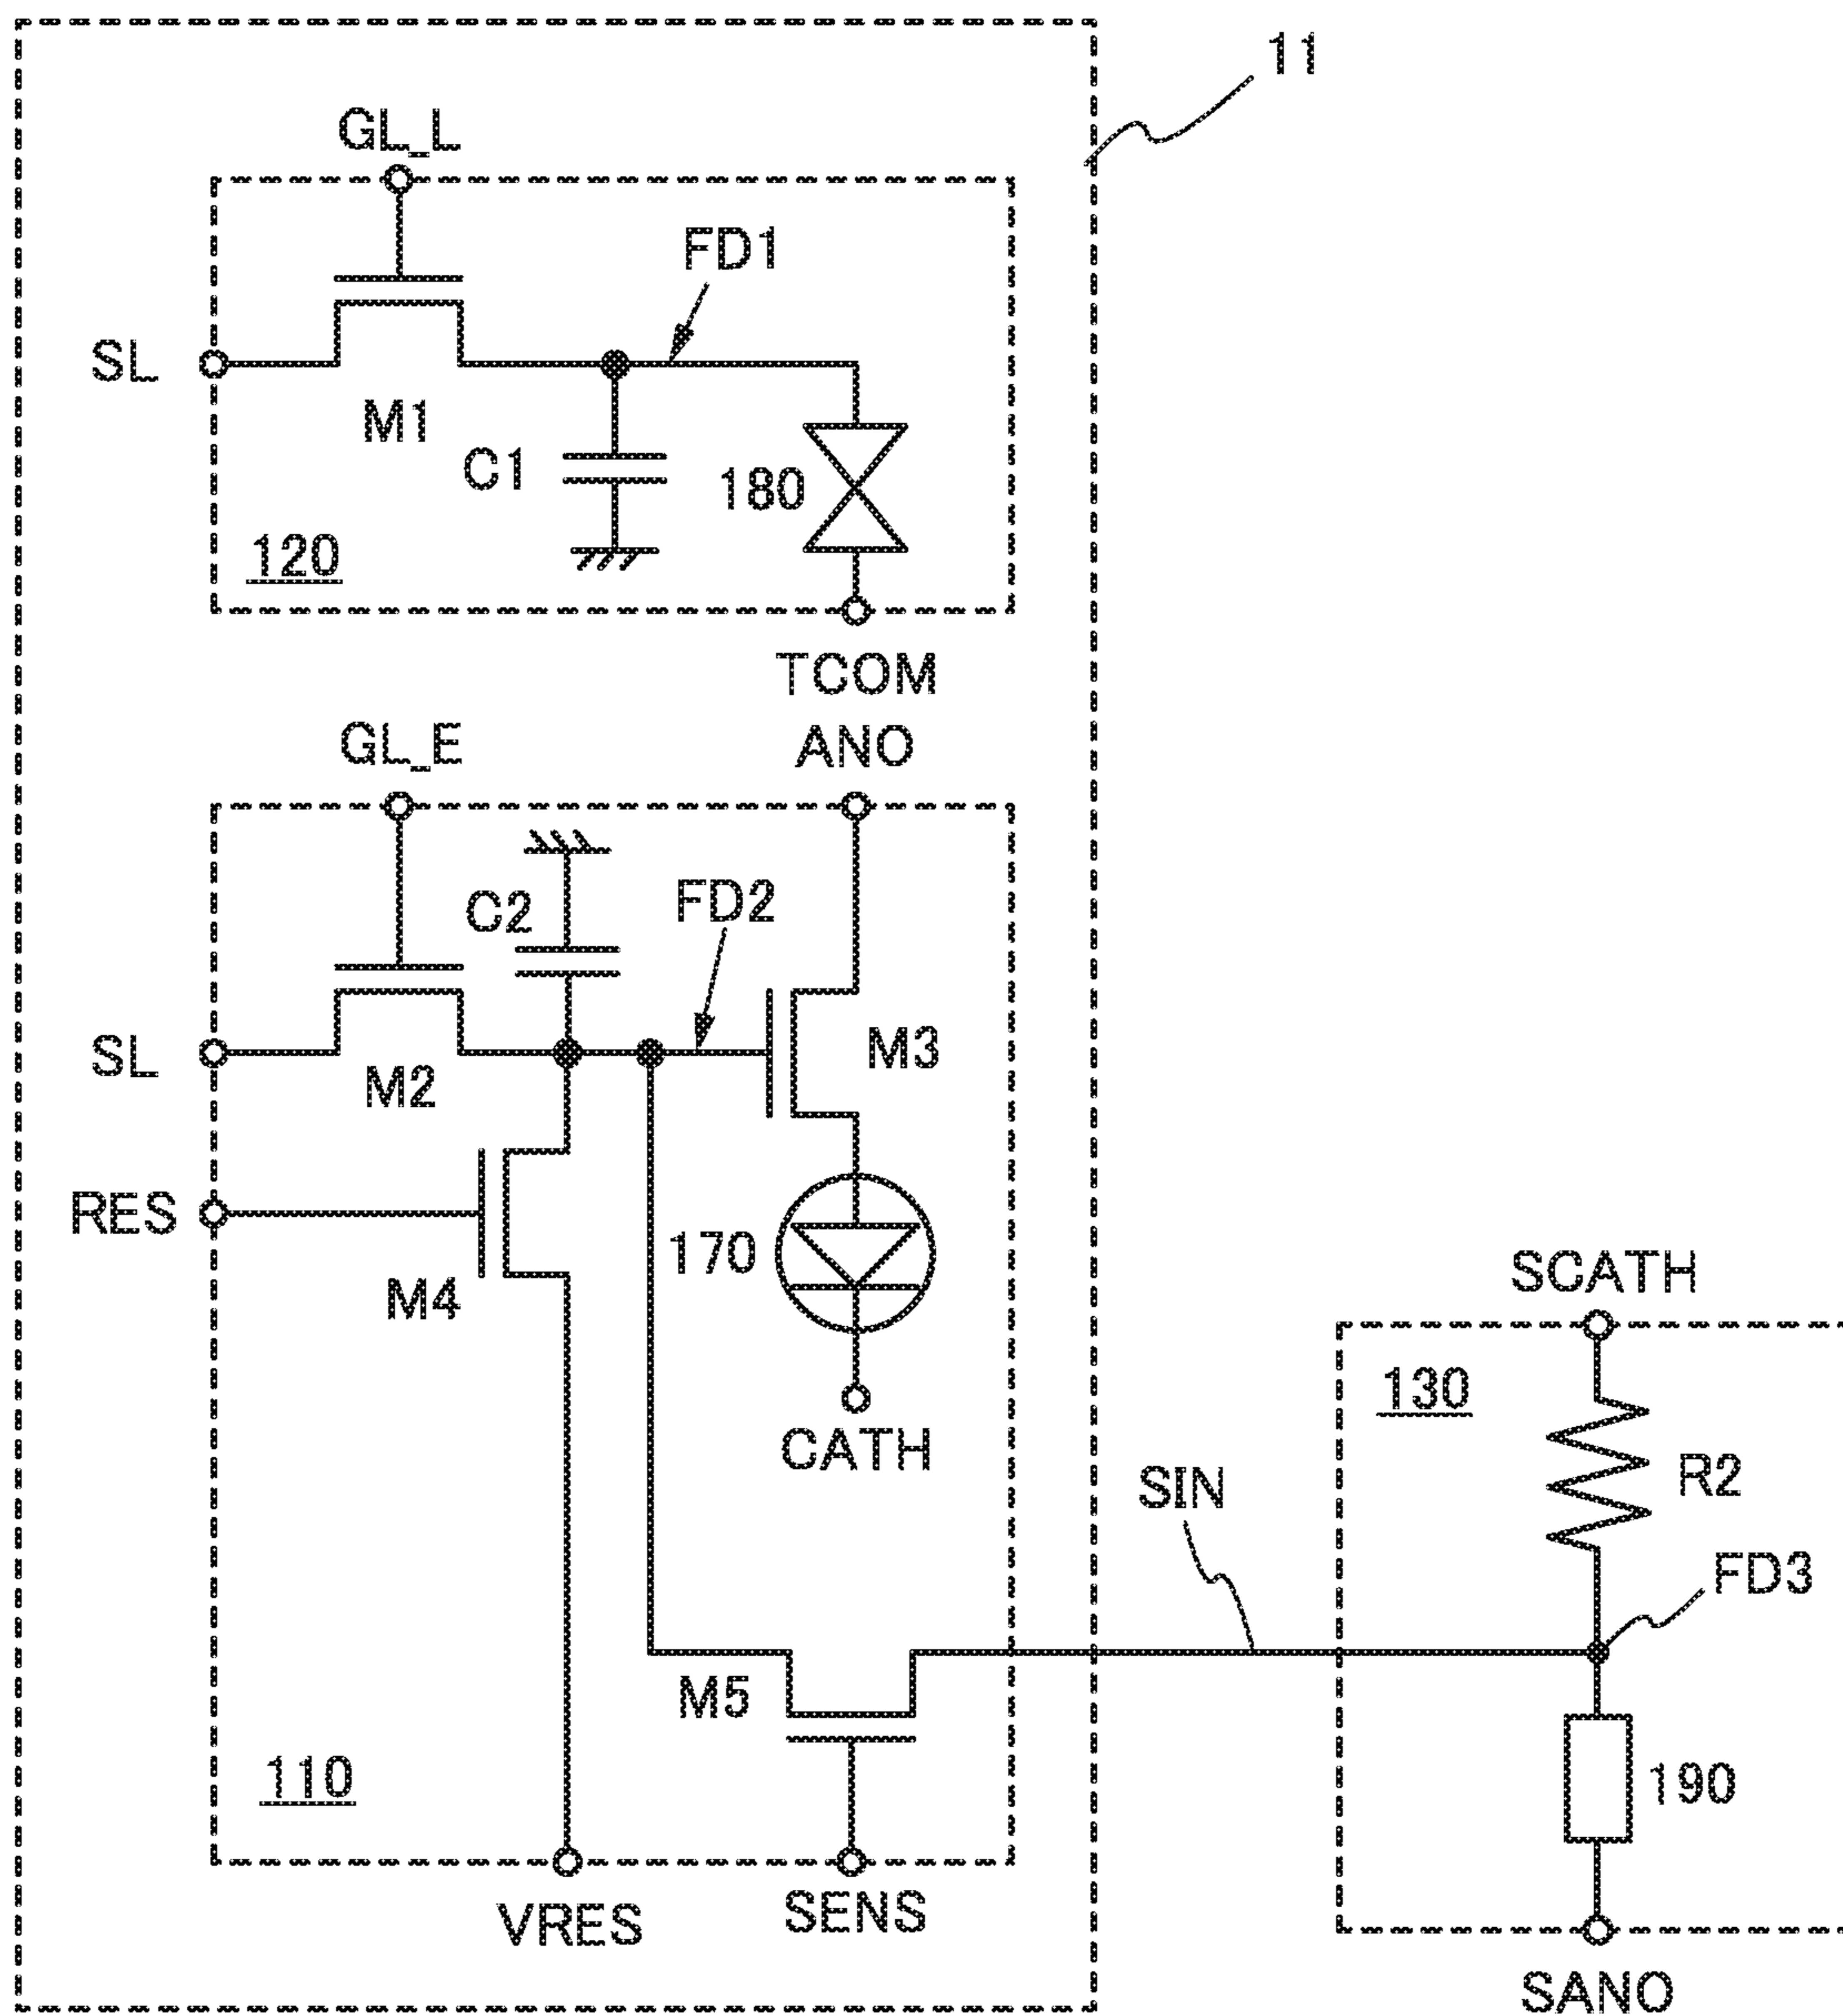 11
GL_L
FD1
SL
M1
C1
180
120
TCOM
GL_E
ANO
C2
FD2
SL
M2
M3
RES
M4
170
CATH
SCATH
130
R2
SIN
FD3
M5
110
190
VRES
SENS
SANO